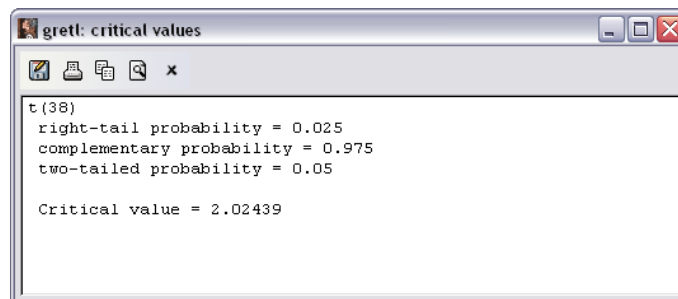 gretl: critical values
t(38)
right-tail probability = 0.025
complementary probability = 0.975
two-tailed probability = 0.05
Critical value = 2.02439